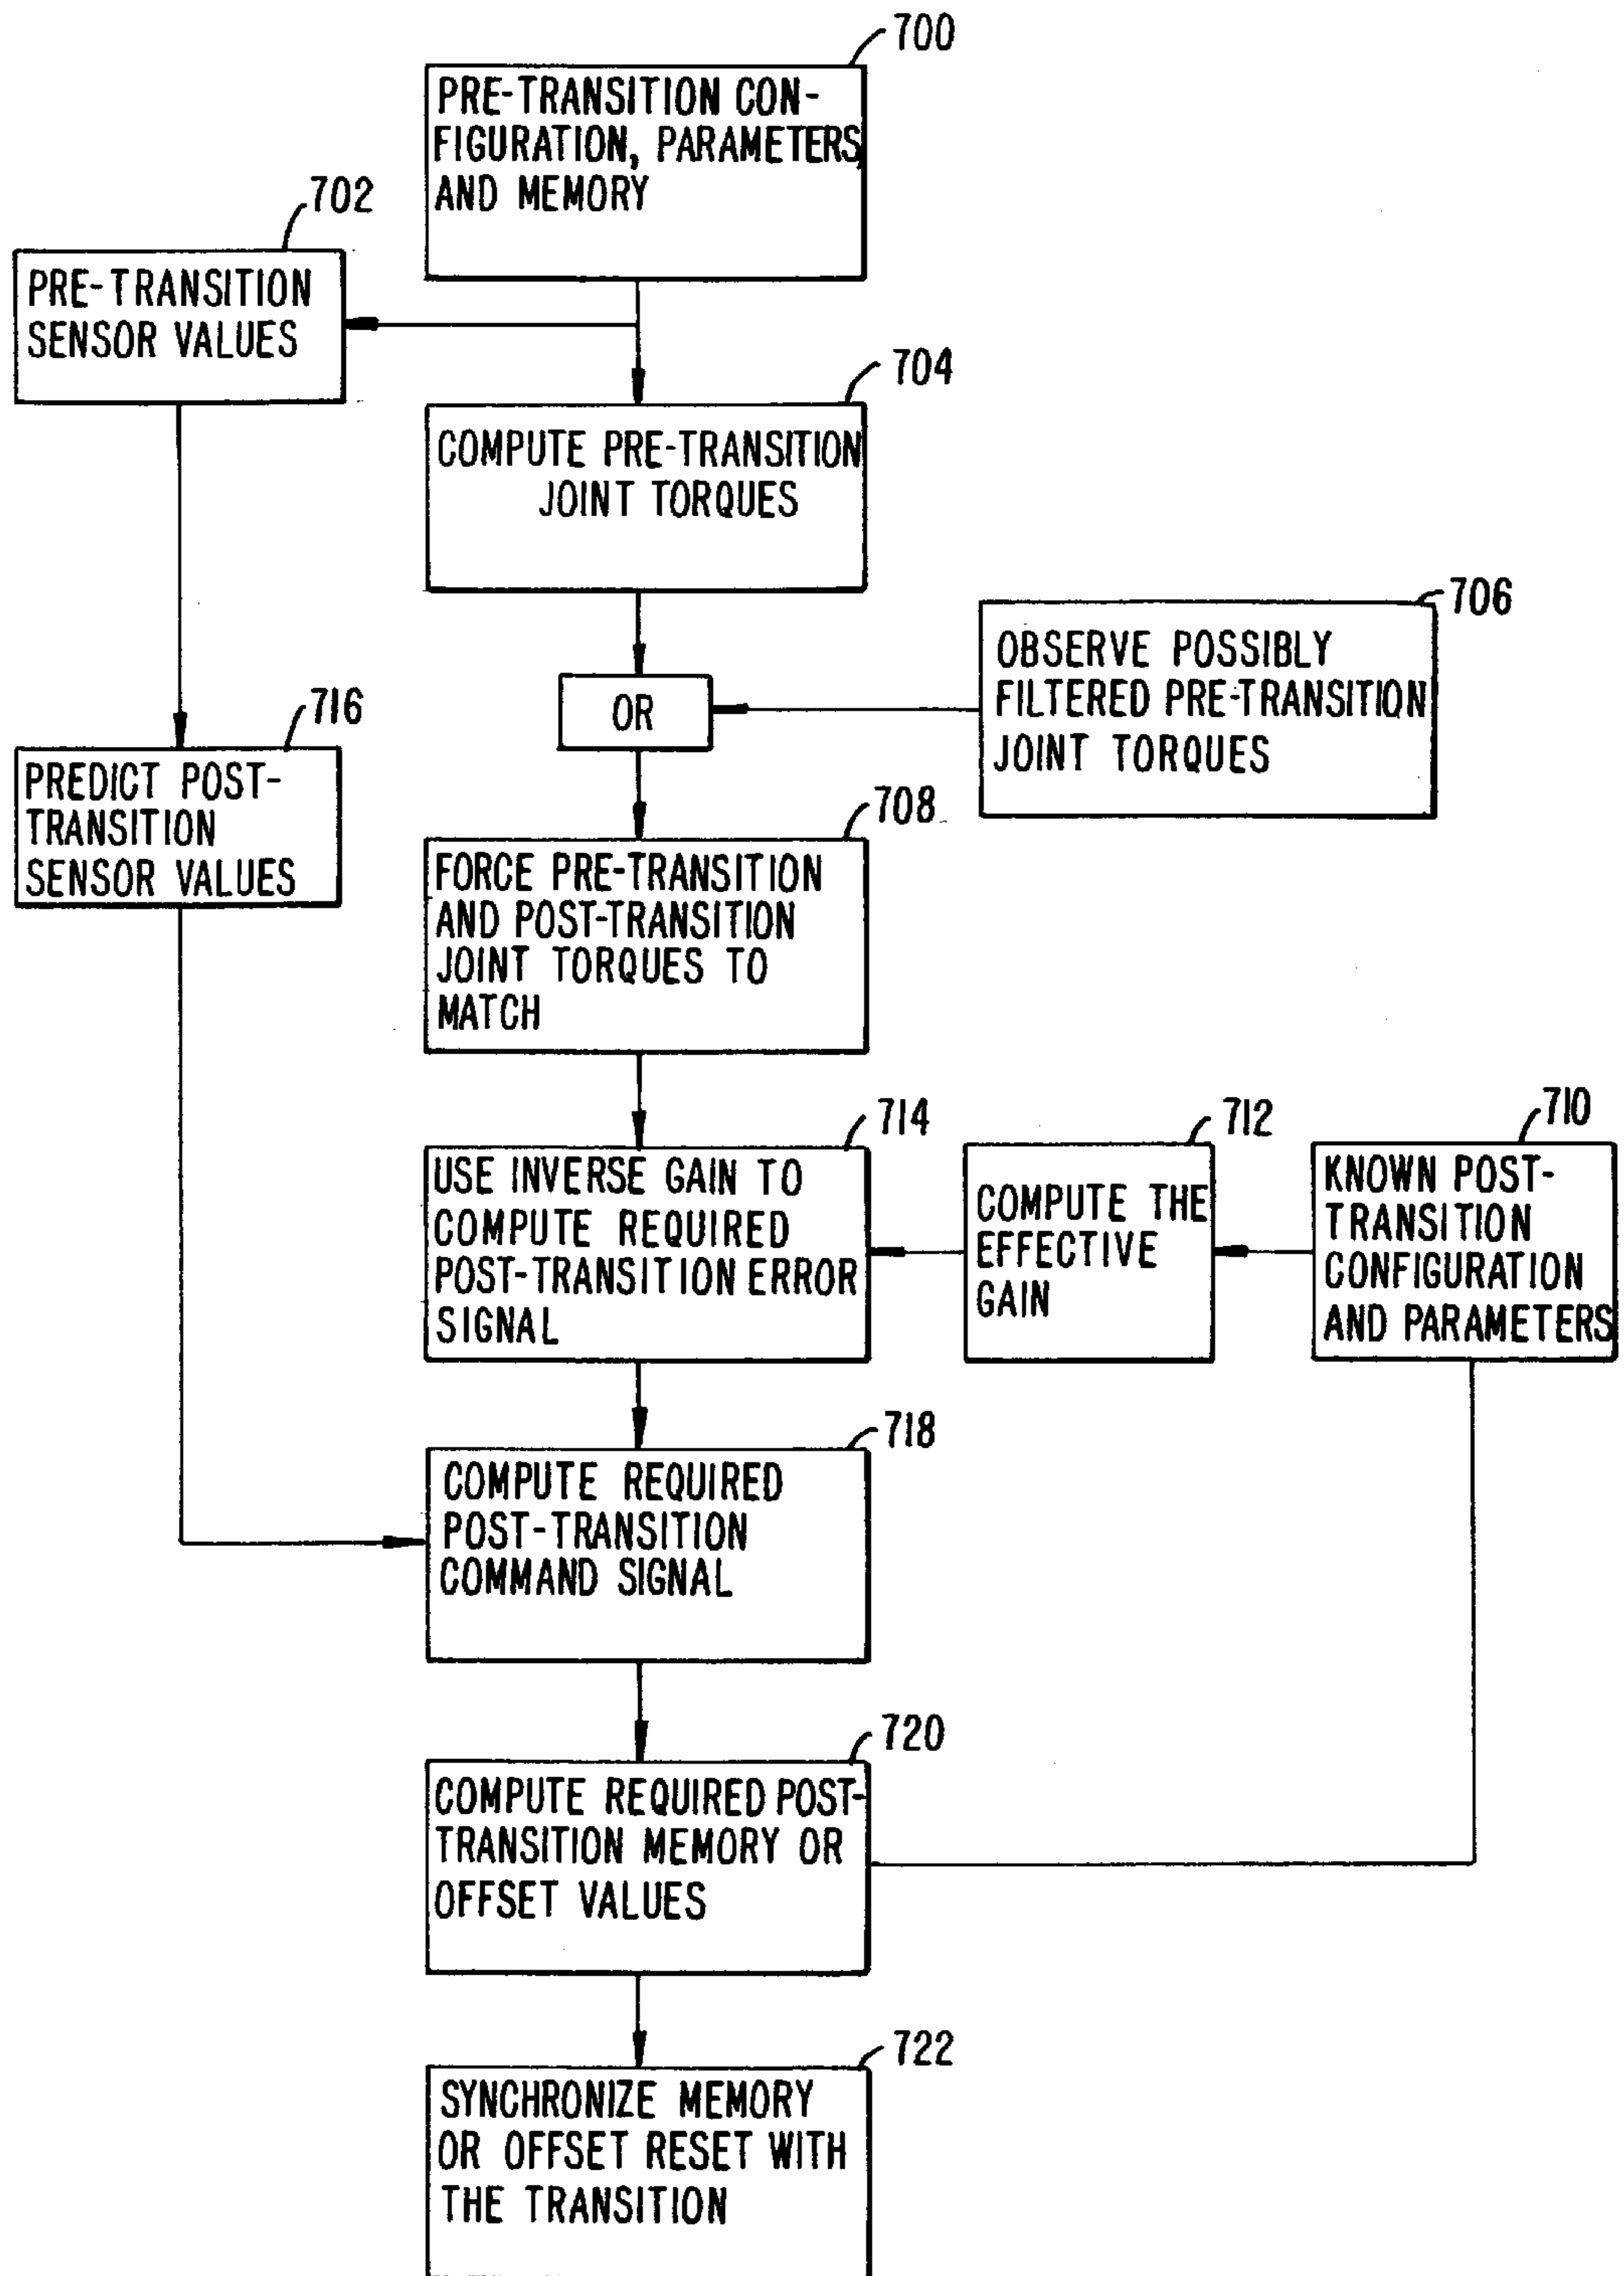 700
PRE-TRANSITION CON-
FIGURATION, PARAMETERS
AND MEMORY
702
PRE-TRANSITION
SENSOR VALUES
704
COMPUTE PRE-TRANSITION
JOINT TORQUES
706
OBSERVE POSSIBLY
FILTERED PRE-TRANSITION
JOINT TORQUES
OR
716
PREDICT POST-
TRANSITION
SENSOR VALUES
708
FORCE PRE-TRANSITION
AND POST-TRANSITION
JOINT TORQUES TO
MATCH
714
USE INVERSE GAIN TO
COMPUTE REQUIRED
POST-TRANSITION ERROR
SIGNAL
712
COMPUTE THE
EFFECTIVE
GAIN
710
KNOWN POST-
TRANSITION
CONFIGURATION
AND PARAMETERS
718
COMPUTE REQUIRED
POST-TRANSITION
COMMAND SIGNAL
720
COMPUTE REQUIRED POST-
TRANSITION MEMORY OR
OFFSET VALUES
722
SYNCHRONIZE MEMORY
OR OFFSET RESET WITH
THE TRANSITION